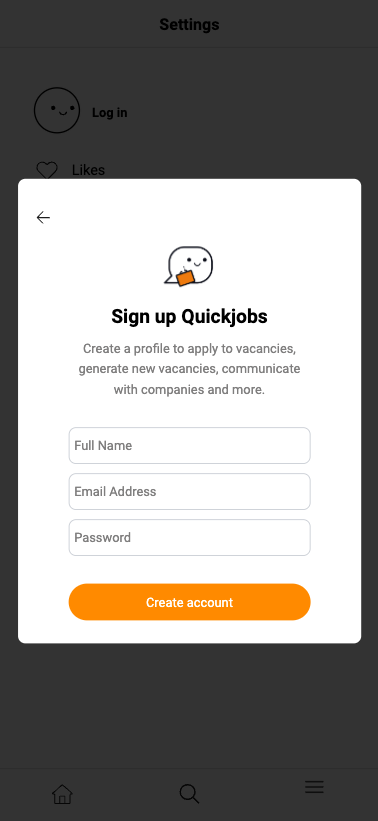 Settings
Log in
Likes
Sign up Quickjobs
Create a profile to apply to vacancies,
generate new vacancies, communicate
with companies and more.
Full Name
Email Address
Password
Create account